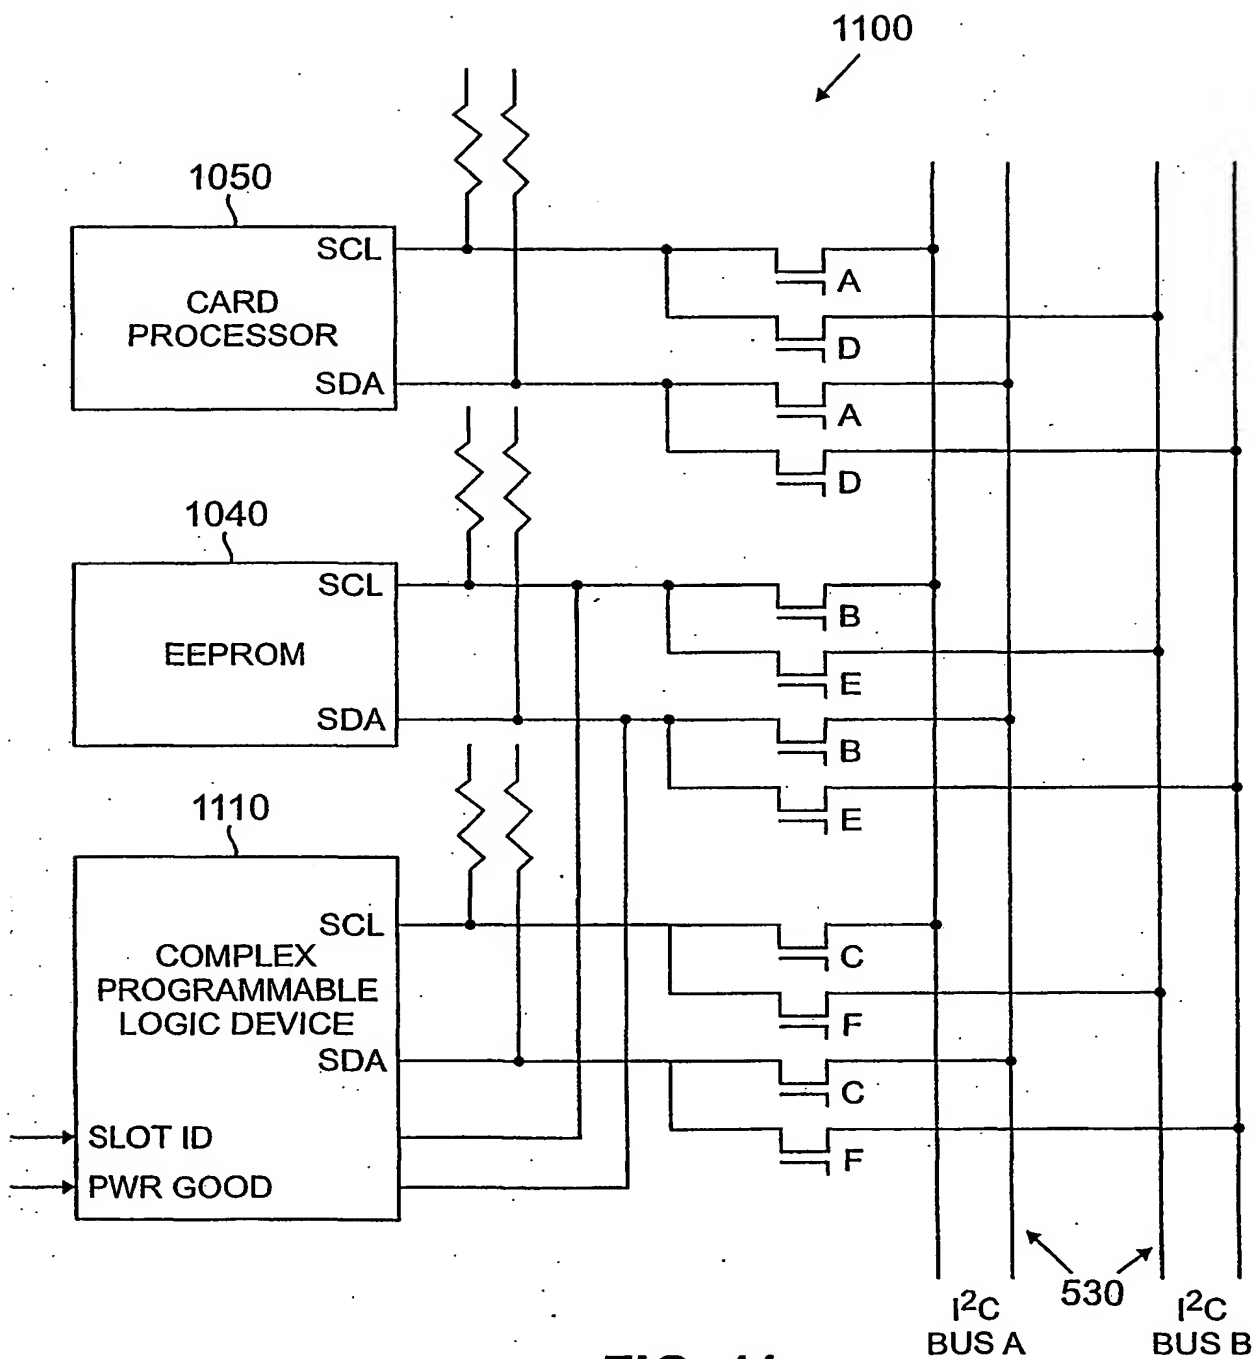 1100
1050
SCL
CARD
PROCESSOR
SDA
A
D
A
D
1040
SCL
EEPROM
SDA
B
E
B
E
1110
SCL
COMPLEX
PROGRAMMABLE
LOGIC DEVICE
SDA
SLOT ID
PWR GOOD
C
F
C
F
530
I²C
BUS A
I²C
BUS B